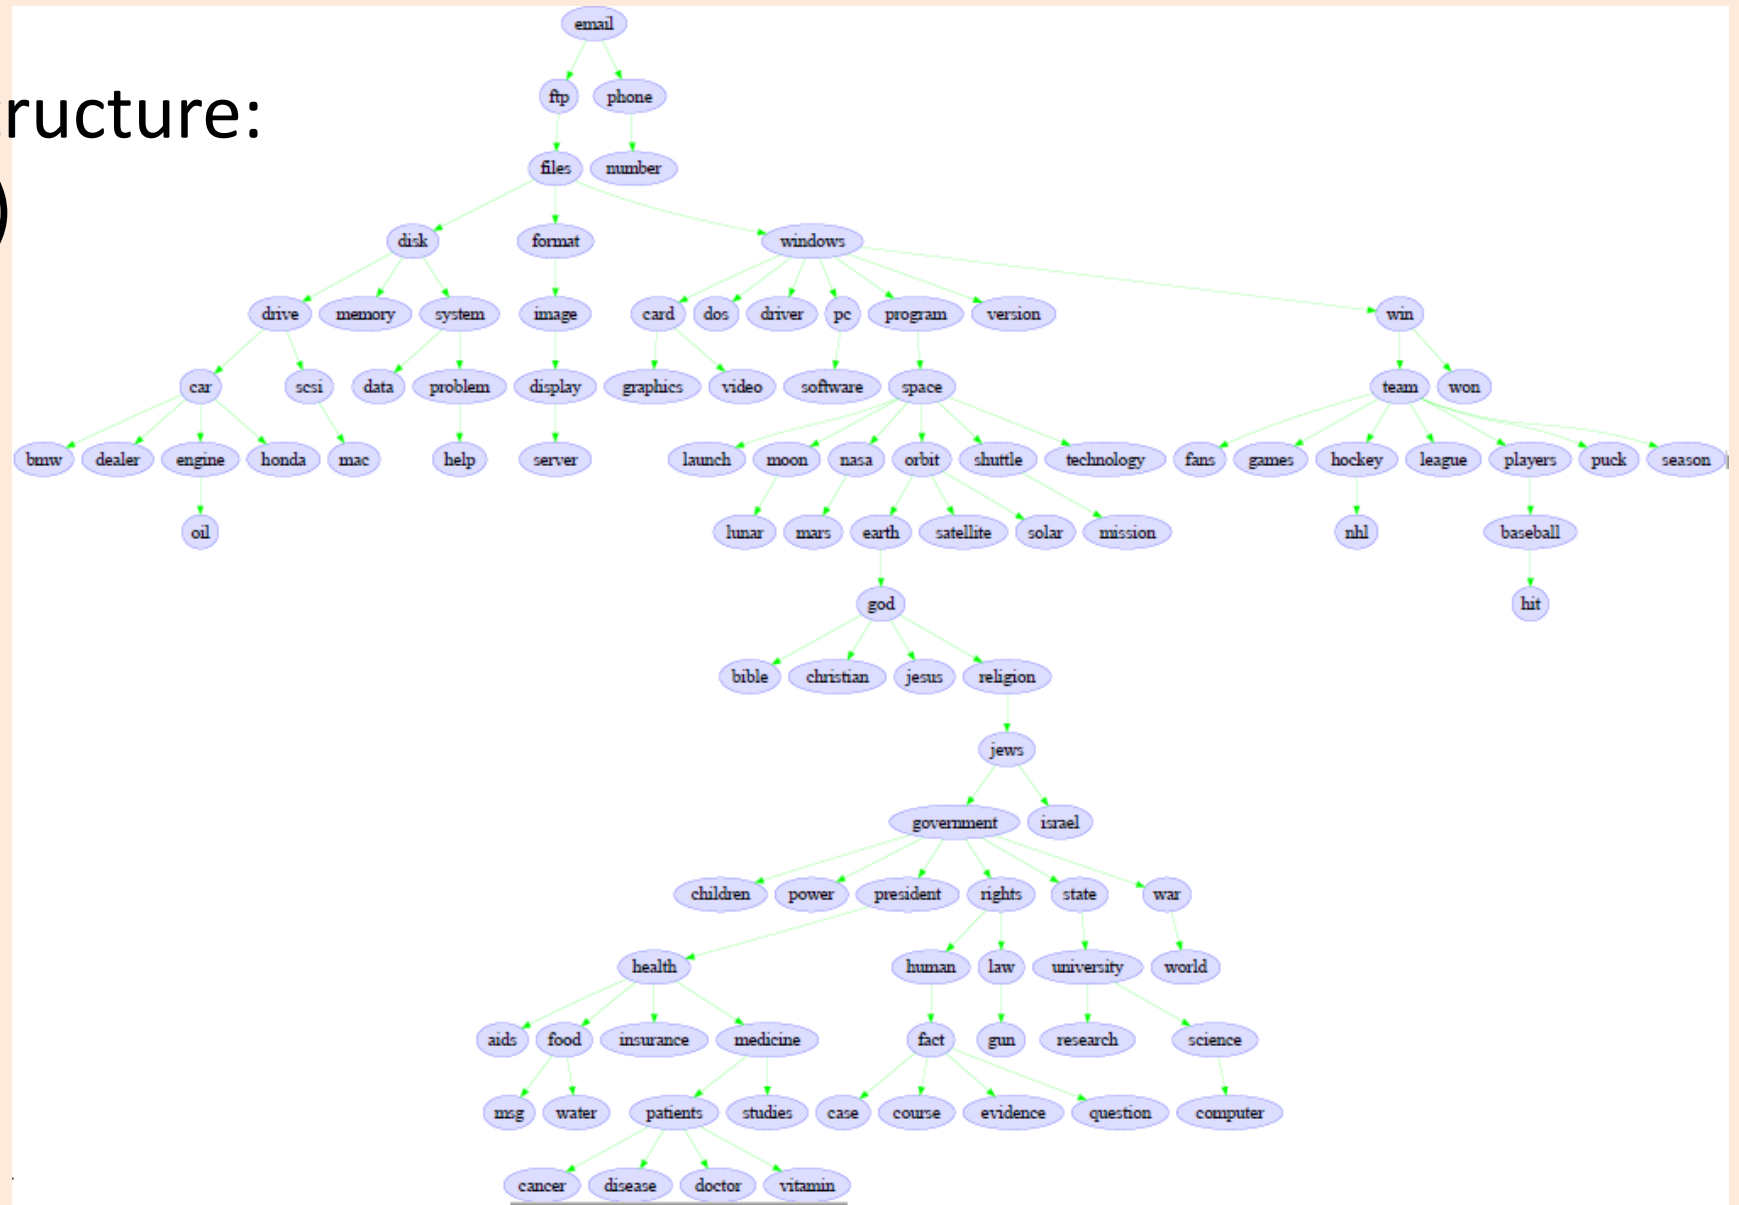 email
ructure:
ftp phone
)
files number
disk format windows
drive memory system image card dos driver pc program version win
car scsi data problem display graphics video software space team won
bmw dealer engine honda mac help server launch moon nasa orbit shuttle technology fans games hockey league players puck season
oil lunar mars earth satellite solar mission nhl baseball
god hit
bible christian jesus religion
jews
government israel
children power president rights state war
health human law university world
aids food insurance medicine fact gun research science
msg water patients studies case course evidence question computer
cancer disease doctor vitamin